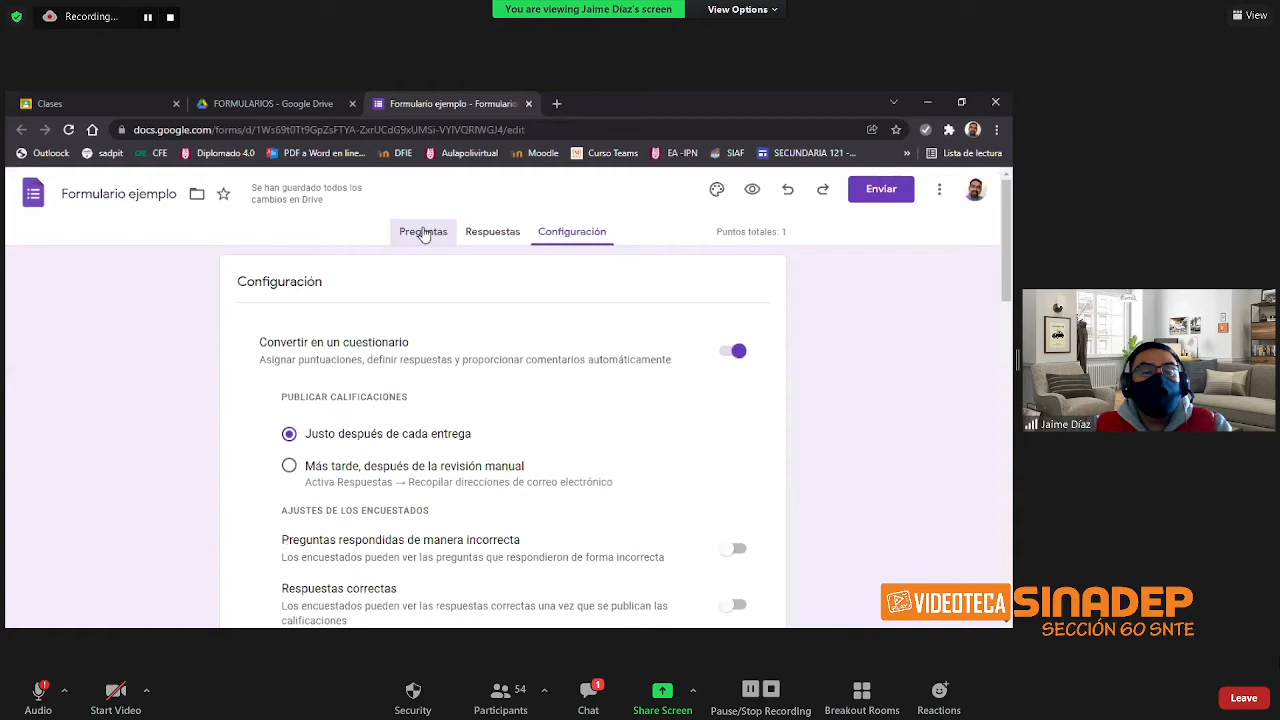 Recording...
You are viewing Jaime Díaz's screen
View Options
View
Clases
FORMULARIOS - Google Drive
Formulario ejemplo - Formulario
docs.google.com/forms/d/1Ws69t0Tt9GpZsFTYA-ZxrUCdG9xUMSi-VYIVQRIWGJ4/edit
Outloock
sadpit
CFE
Diplomado 4.0
PDF a Word en line...
DFIE
Aulapolivirtual
Moodle
Curso Teams
EA -IPN
SIAF
SECUNDARIA 121 -...
Lista de lectura
Formulario ejemplo
Se han guardado todos los
cambios en Drive
Enviar
Preguntas
Respuestas
Configuración
Puntos totales: 1
Configuración
Convertir en un cuestionario
Asignar puntuaciones, definir respuestas y proporcionar comentarios automáticamente
PUBLICAR CALIFICACIONES
Justo después de cada entrega
Más tarde, después de la revisión manual
Activa Respuestas → Recopilar direcciones de correo electrónico
AJUSTES DE LOS ENCUESTADOS
Preguntas respondidas de manera incorrecta
Los encuestados pueden ver las preguntas que respondieron de forma incorrecta
Respuestas correctas
Los encuestados pueden ver las respuestas correctas una vez que se publican las
calificaciones
Jaime Díaz
VIDEOTECA
SINADEP
SECCIÓN 60 SNTE
Audio
Start Video
Security
54
Participants
1
Chat
Share Screen
Pause/Stop Recording
Breakout Rooms
Reactions
Leave